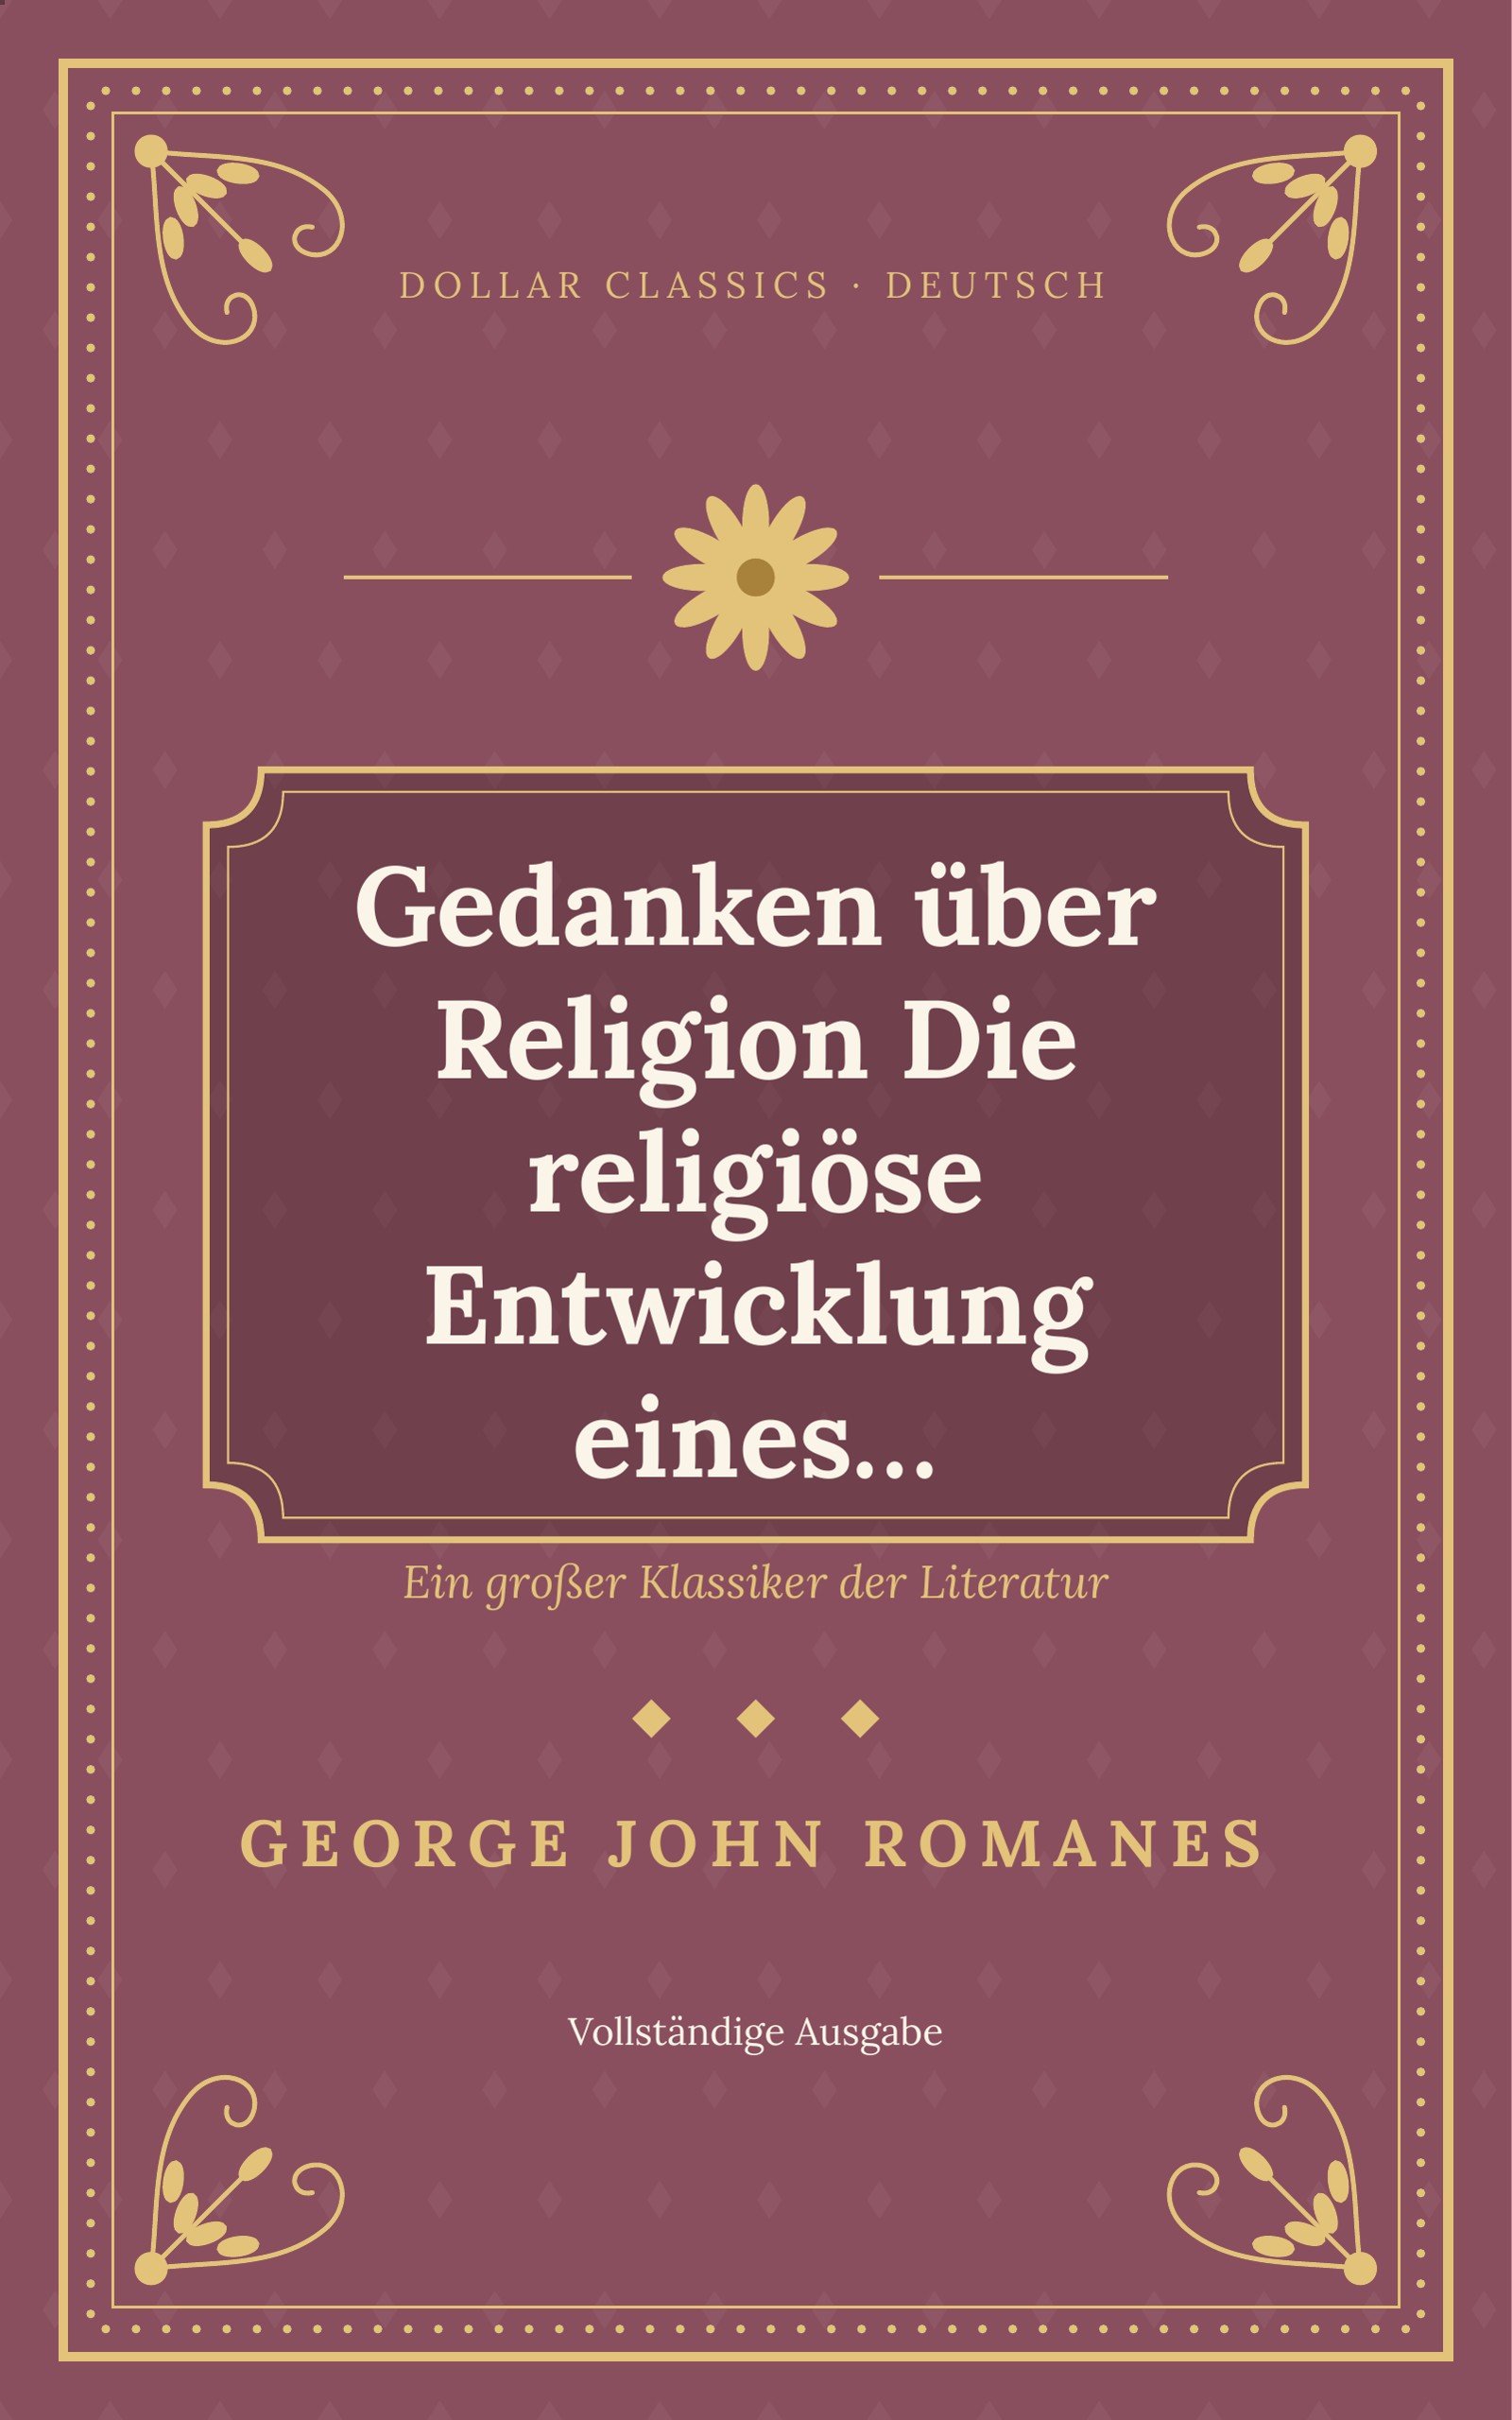 DOLLAR CLASSICS · DEUTSCH
Gedanken über
Religion Die
religiöse
Entwicklung
eines...
Ein großer Klassiker der Literatur
GEORGE JOHN ROMANES
Vollständige Ausgabe